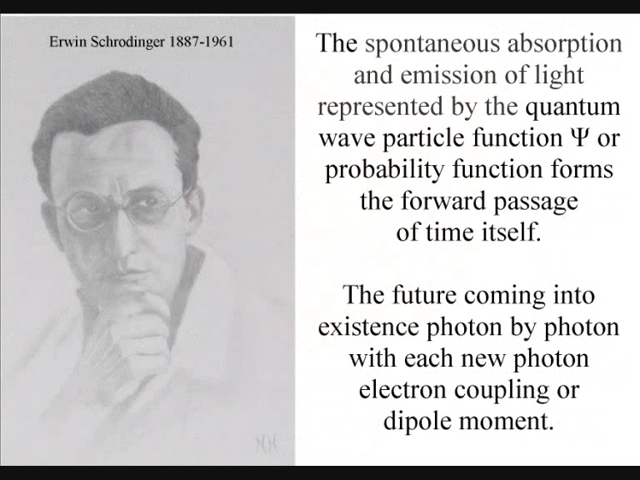 Erwin Schrodinger 1887-1961
The spontaneous absorption
and emission of light
represented by the quantum
wave particle function Ψ or
probability function forms
the forward passage
of time itself.
The future coming into
existence photon by photon
with each new photon
electron coupling or
dipole moment.